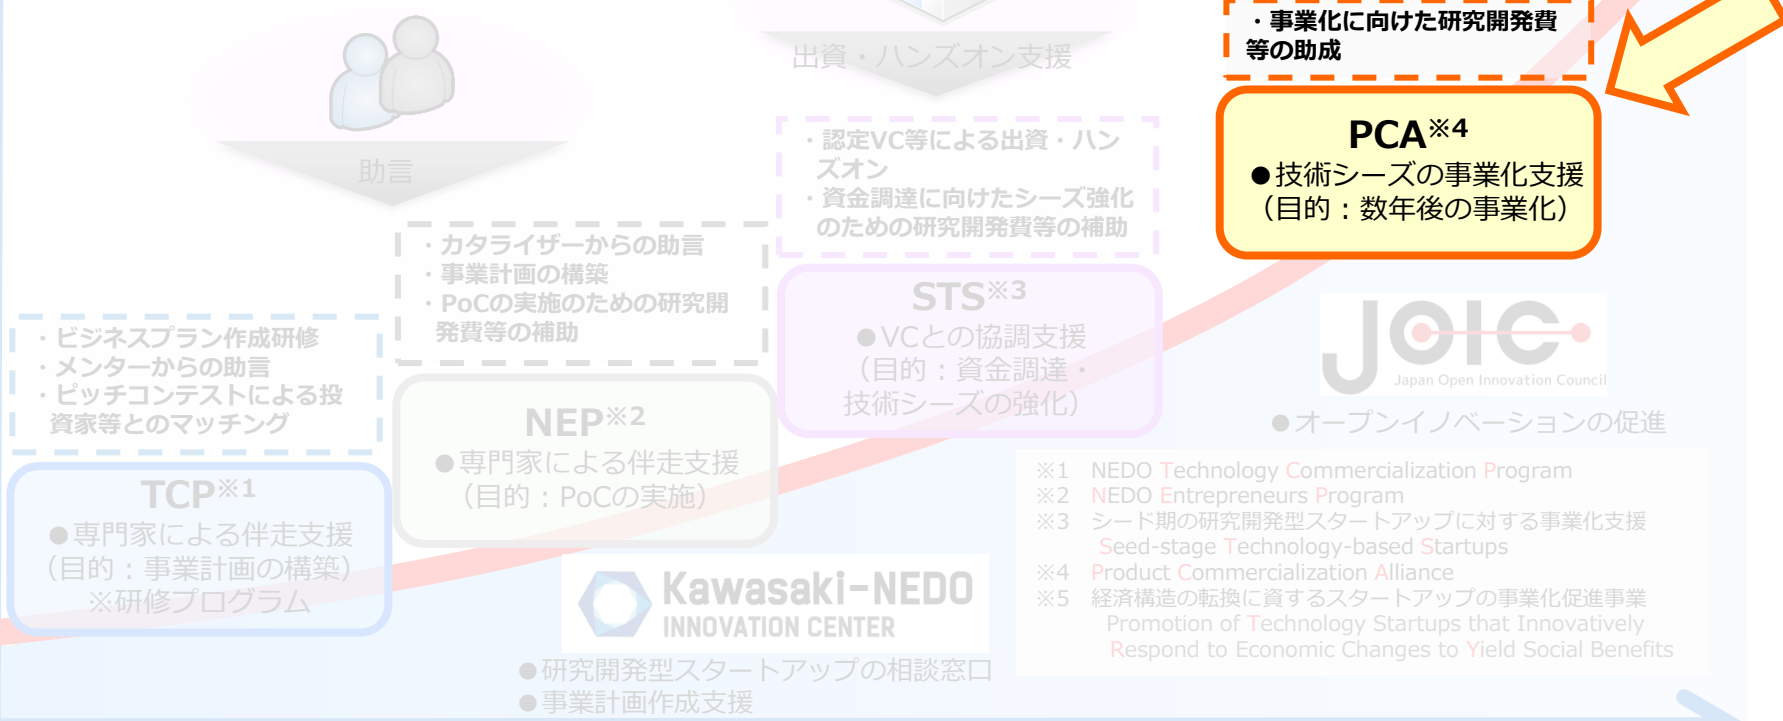 ・事業化に向けた研究開発費
等の助成
PCA※4
●技術シーズの事業化支援
（目的：数年後の事業化）
出資・ハンズオン支援
・認定VC等による出資・ハン
ズオン
・資金調達に向けたシーズ強化
のための研究開発費等の補助
STS※3
●VCとの協調支援
（目的：資金調達・
技術シーズの強化）
助言
・カタライザーからの助言
・事業計画の構築
・PoCの実施のための研究開
発費等の補助
NEP※2
●専門家による伴走支援
（目的：PoCの実施）
・ビジネスプラン作成研修
・メンターからの助言
・ピッチコンテストによる投
資家等とのマッチング
TCP※1
●専門家による伴走支援
（目的：事業計画の構築）
※研修プログラム
JOIC
Japan Open Innovation Council
●オープンイノベーションの促進
※1 NEDO Technology Commercialization Program
※2 NEDO Entrepreneurs Program
※3 シード期の研究開発型スタートアップに対する事業化支援
Seed-stage Technology-based Startups
※4 Product Commercialization Alliance
※5 経済構造の転換に資するスタートアップの事業化促進事業
Promotion of Technology Startups that Innovatively
Respond to Economic Changes to Yield Social Benefits
Kawasaki-NEDO
INNOVATION CENTER
●研究開発型スタートアップの相談窓口
●事業計画作成支援